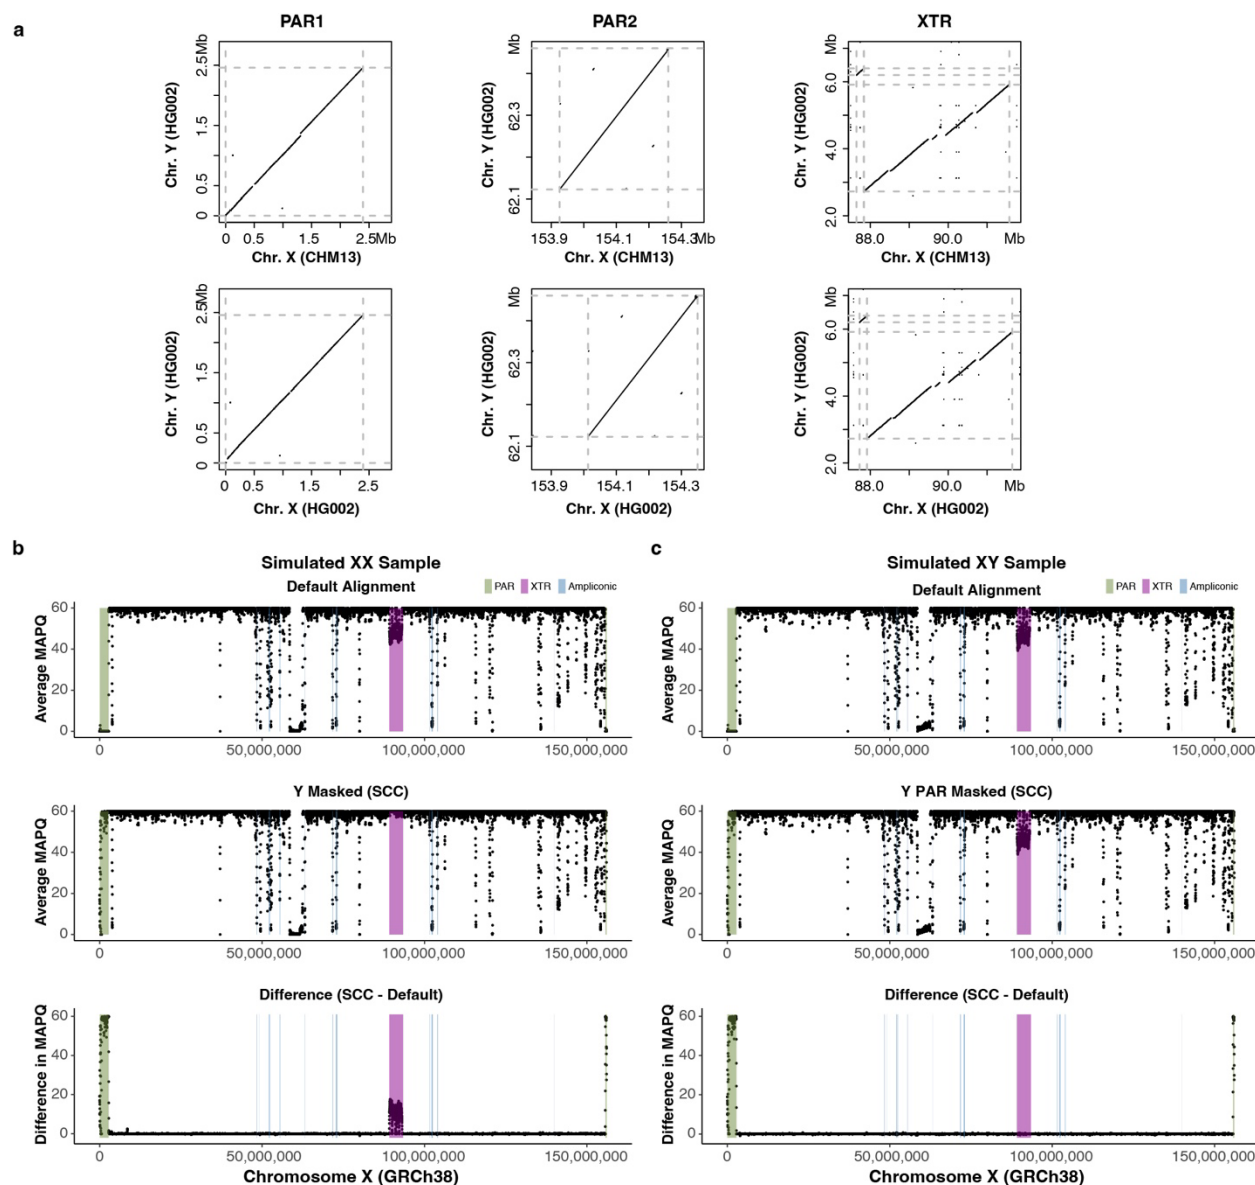 a
PAR1
PAR2
XTR
Chr. Y (HG002)
2.5Mb
1.5
0.5
0
0 0.5 1.5 2.5Mb
Chr. X (CHM13)
Chr. Y (HG002)
Mb
62.3
62.1
153.9 154.1 154.3Mb
Chr. X (CHM13)
Chr. Y (HG002)
6.0
4.0
2.0
88.0 90.0 Mb
Chr. X (CHM13)
Chr. Y (HG002)
2.5Mb
1.5
0.5
0
0 0.5 1.5 2.5
Chr. X (HG002)
Chr. Y (HG002)
Mb
62.3
62.1
153.9 154.1 154.3
Chr. X (HG002)
Chr. Y (HG002)
Mb
6.0
4.0
2.0
88.0 90.0 Mb
Chr. X (HG002)
b
Simulated XX Sample
Default Alignment
PAR XTR Ampliconic
Average MAPQ
60
40
20
0
0 50,000,000 100,000,000 150,000,000
Y Masked (SCC)
Average MAPQ
60
40
20
0
0 50,000,000 100,000,000 150,000,000
Difference (SCC - Default)
Difference in MAPQ
60
40
20
0
0 50,000,000 100,000,000 150,000,000
Chromosome X (GRCh38)
c
Simulated XY Sample
Default Alignment
PAR XTR Ampliconic
Average MAPQ
60
40
20
0
0 50,000,000 100,000,000 150,000,000
Y PAR Masked (SCC)
Average MAPQ
60
40
20
0
0 50,000,000 100,000,000 150,000,000
Difference (SCC - Default)
Difference in MAPQ
60
40
20
0
0 50,000,000 100,000,000 150,000,000
Chromosome X (GRCh38)